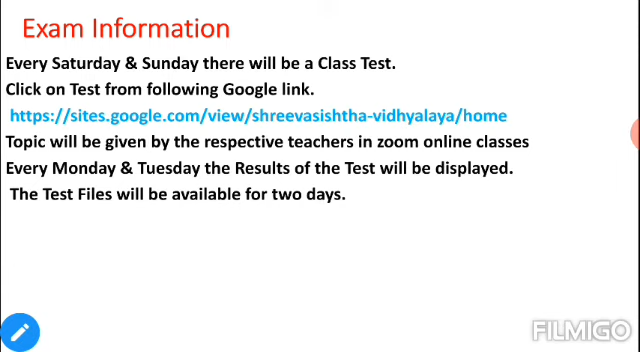 Exam Information
Every Saturday & Sunday there will be a Class Test.
Click on Test from following Google link.
https://sites.google.com/view/shreevasishtha-vidhyalaya/home
Topic will be given by the respective teachers in zoom online classes
Every Monday & Tuesday the Results of the Test will be displayed.
The Test Files will be available for two days.
FILMIGO